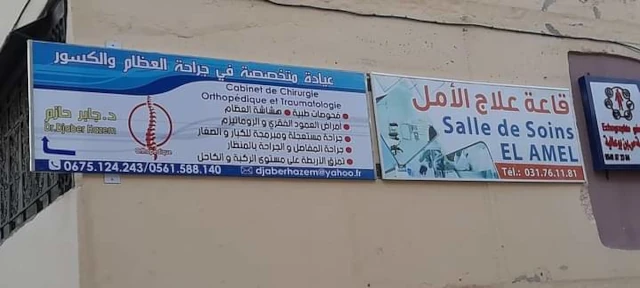 عيادة متخصصة في جراحة العظام والكسور
Cabinet de Chirurgie
Orthopédique et Traumatologie
د.جابر حازم
Dr.Djaber Hazem
Orthopédique
فحوصات طبية • هشاشة العظام •
أمراض العمود الفقري و الروماتيزم •
جراحة مستعجلة ومبرمجة للكبار و الصغار •
جراحة المفاصل و الجراحة بالمنظار •
تمزق الأربطة على مستوى الركبة و الكاحل •
0675.124.243/0561.588.140
djaberhazem@yahoo.fr
قاعة علاج الأمل
Salle de Soins
EL AMEL
Tél.: 031.76.11.81